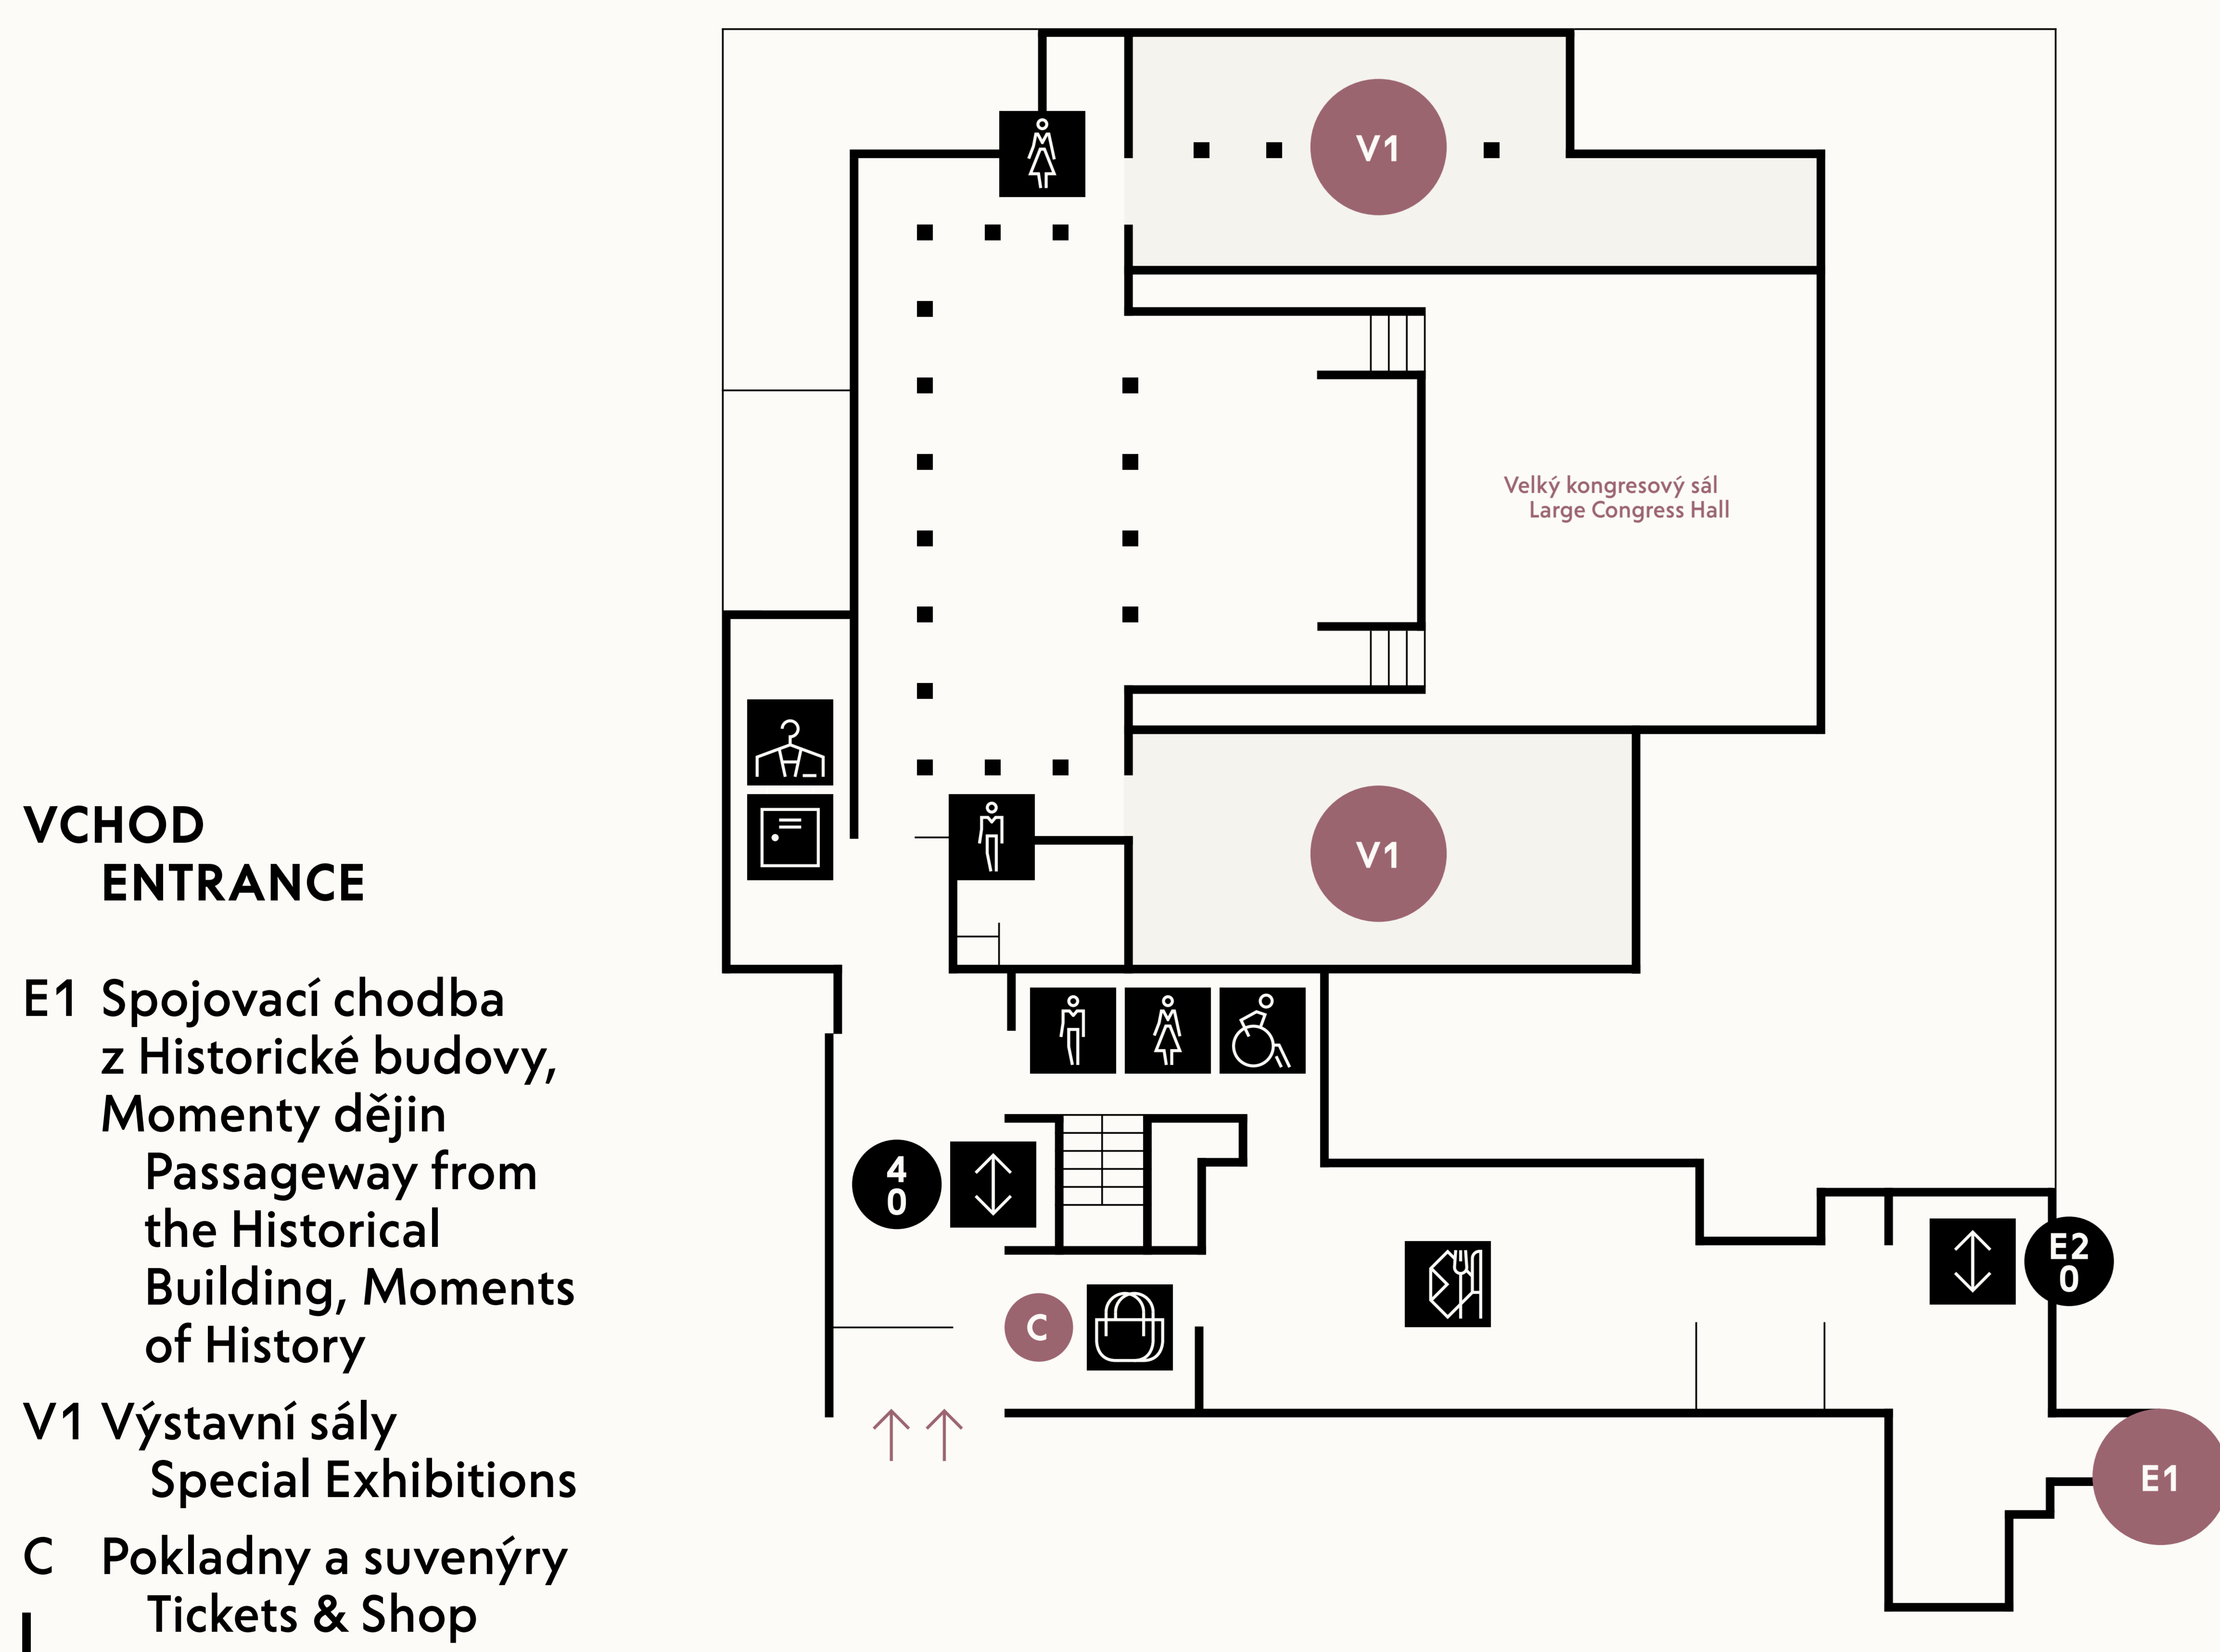 VCHOD
ENTRANCE
E1 Spojovací chodba
z Historické budovy,
Momenty dějin
Passageway from
the Historical
Building, Moments
of History
V1 Výstavní sály
Special Exhibitions
C Pokladny a suvenýry
Tickets & Shop
V1
Velký kongresový sál
Large Congress Hall
V1
4
0
E2
0
C
E1